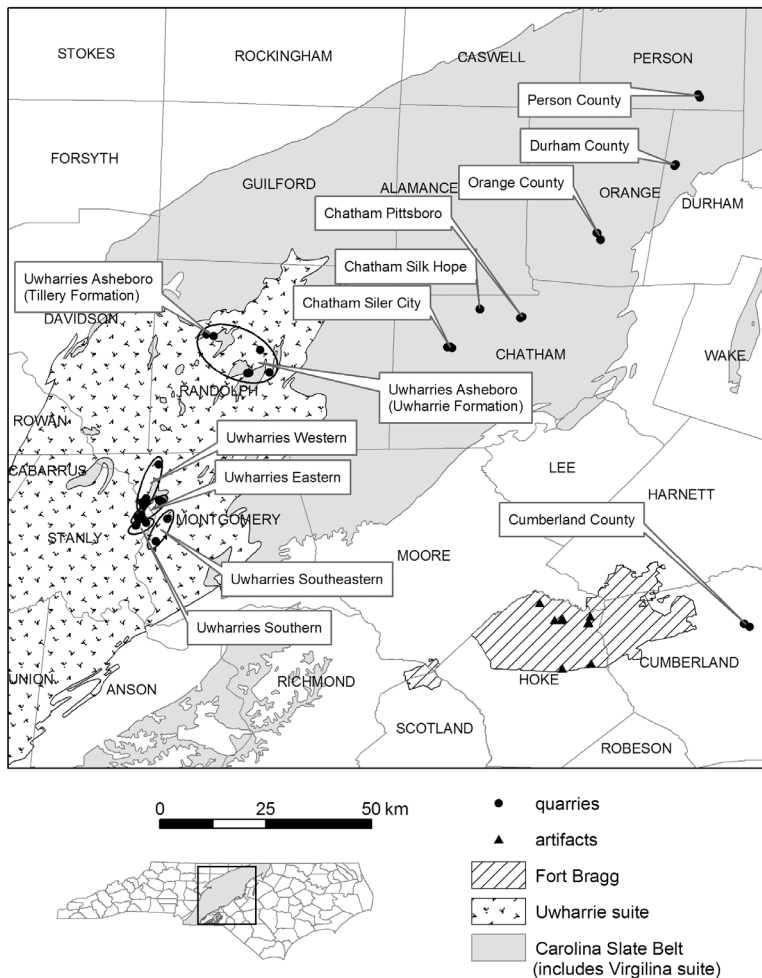 STOKES
ROCKINGHAM
CASWELL
PERSON
Person County
FORSYTH
Durham County
GUILFORD
ALAMANCE
Orange County
ORANGE
DURHAM
Chatham Pittsboro
Uwharries Asheboro
(Tillery Formation)
Chatham Silk Hope
DAVIDSON
Chatham Siler City
CHATHAM
WAKE
RANDOLPH
Uwharries Asheboro
(Uwharrie Formation)
ROWAN
Uwharries Western
CABARRUS
Uwharries Eastern
LEE
HARNETT
MONTGOMERY
Cumberland County
STANLY
MOORE
Uwharries Southeastern
Uwharries Southern
UNION
ANSON
RICHMOND
HOKE
CUMBERLAND
SCOTLAND
ROBESON
0 25 50 km
quarries
artifacts
Fort Bragg
Uwharrie suite
Carolina Slate Belt
(includes Virgilina suite)